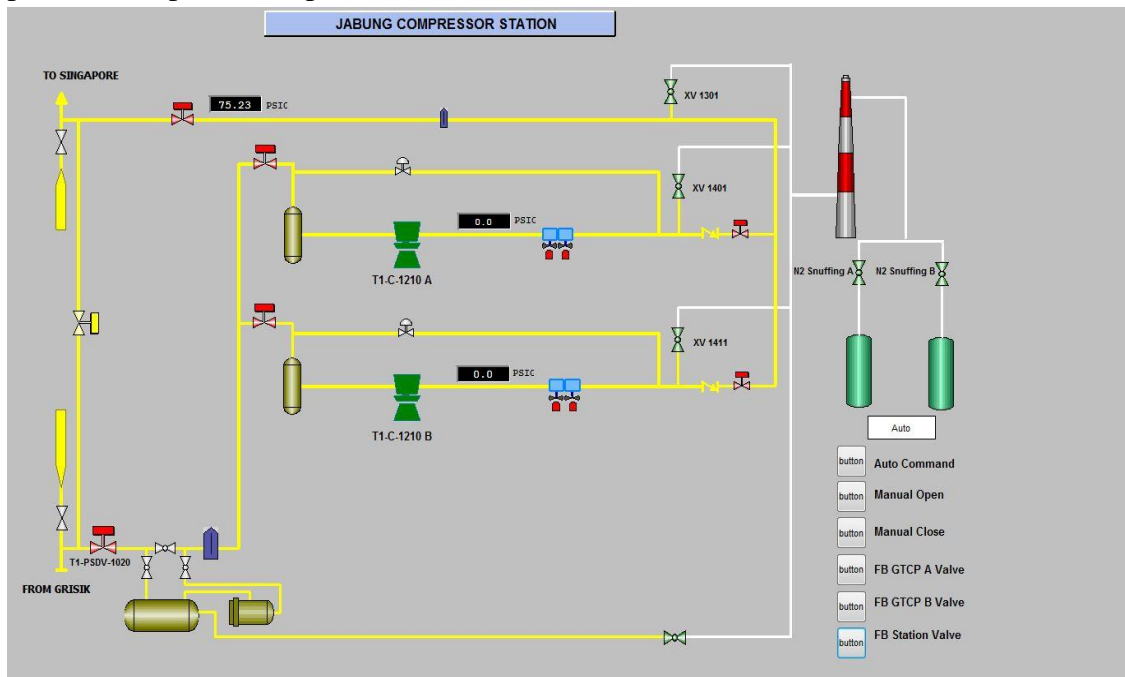 JABUNG COMPRESSOR STATION
TO SINGAPORE
75.23 PSIC
XV 1301
XV 1401
0.0 PSIC
T1-C-1210 A
N2 Snuffing A
N2 Snuffing B
XV 1411
0.0 PSIC
T1-C-1210 B
Auto
button Auto Command
button Manual Open
button Manual Close
button FB GTCP A Valve
button FB GTCP B Valve
button FB Station Valve
T1-PSDV-1020
FROM GRISIK